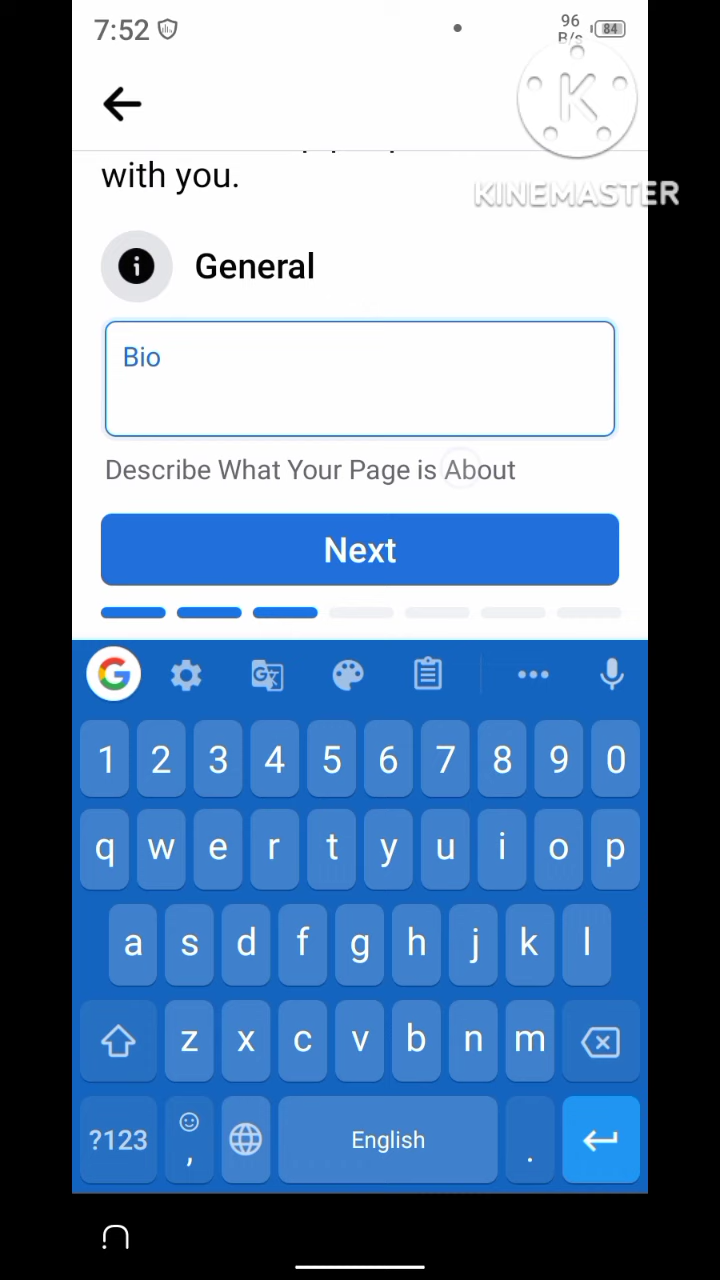 7:52
96
B/s
84
K
KINEMASTER
with you.
General
Bio
Describe What Your Page is About
Next
G
1 2 3 4 5 6 7 8 9 0
q w e r t y u i o p
a s d f g h j k l
z x c v b n m
?123 , English .